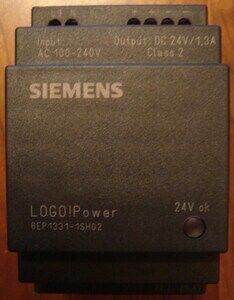 Input Output: DC 24V/1,3A
AC 100-240V Class 2
SIEMENS
LOGO!Power 24V ok
6EP1331-1SH02